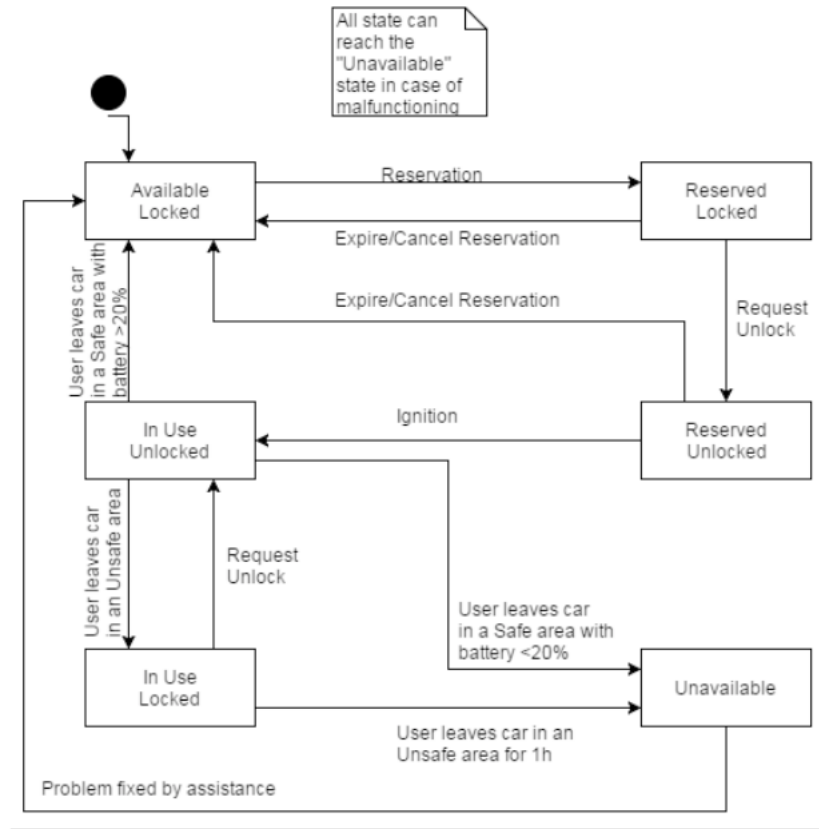 All state can
reach the
"Unavailable"
state in case of
malfunctioning
Available
Locked
Reservation
Reserved
Locked
Expire/Cancel Reservation
User leaves car
in a Safe area with
battery >20%
Expire/Cancel Reservation
Request
Unlock
In Use
Unlocked
Ignition
Reserved
Unlocked
User leaves car
in an Unsafe area
Request
Unlock
User leaves car
in a Safe area with
battery <20%
In Use
Locked
Unavailable
User leaves car in an
Unsafe area for 1h
Problem fixed by assistance